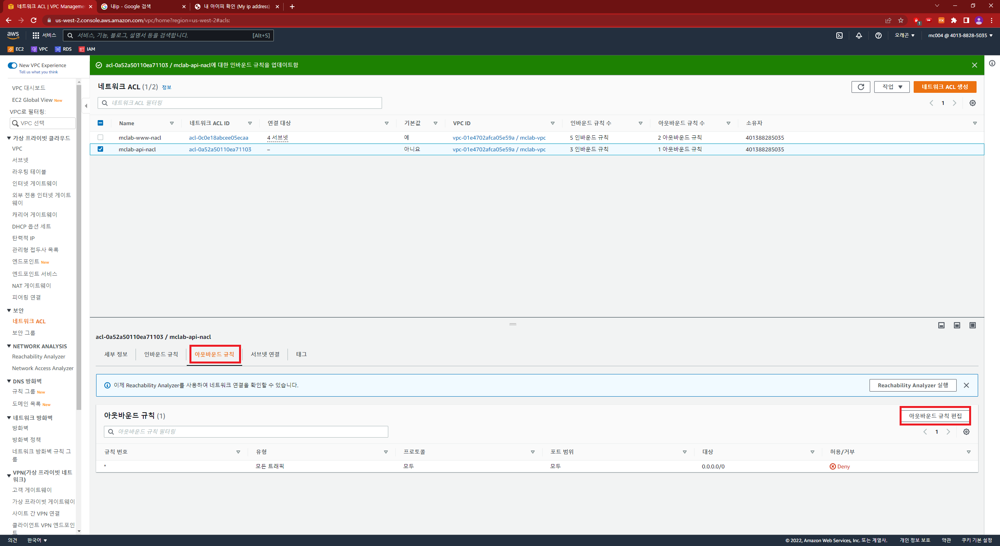 네트워크 ACL | VPC Manageme
내ip - Google 검색
내 아이피 확인 (My ip address)
us-west-2.console.aws.amazon.com/vpc/home?region=us-west-2#acls:
1
aws
서비스
서비스, 기능, 블로그, 설명서 등을 검색합니다.
[Alt+S]
오레곤
mc004 @ 4013-8828-5035
EC2
VPC
RDS
IAM
New VPC Experience
Tell us what you think
VPC 대시보드
EC2 Global View New
VPC로 필터링:
VPC 선택
가상 프라이빗 클라우드
VPC
서브넷
라우팅 테이블
인터넷 게이트웨이
외부 전용 인터넷 게이트
웨이
캐리어 게이트웨이
DHCP 옵션 세트
탄력적 IP
관리형 접두사 목록
엔드포인트 New
엔드포인트 서비스
NAT 게이트웨이
피어링 연결
보안
네트워크 ACL
보안 그룹
NETWORK ANALYSIS
Reachability Analyzer
Network Access Analyzer
DNS 방화벽
규칙 그룹 New
도메인 목록 New
네트워크 방화벽
방화벽
방화벽 정책
네트워크 방화벽 규칙 그
룹
VPN(가상 프라이빗 네트
워크)
고객 게이트웨이
가상 프라이빗 게이트웨이
사이트 간 VPN 연결
클라이언트 VPN 엔드포인
트
acl-0a52a50110ea71103 / mclab-api-nacl에 대한 인바운드 규칙을 업데이트함
네트워크 ACL (1/2) 정보
작업
네트워크 ACL 생성
네트워크 ACL 필터링
1
Name 네트워크 ACL ID 연결 대상 기본값 VPC ID 인바운드 규칙 수 아웃바운드 규칙 수 소유자
mclab-www-nacl acl-0c0e18abcee05ecaa 4 서브넷 예 vpc-01e4702afca05e59a / mclab-vpc 5 인바운드 규칙 2 아웃바운드 규칙 401388285035
mclab-api-nacl acl-0a52a50110ea71103 – 아니요 vpc-01e4702afca05e59a / mclab-vpc 3 인바운드 규칙 1 아웃바운드 규칙 401388285035
acl-0a52a50110ea71103 / mclab-api-nacl
세부 정보 인바운드 규칙 아웃바운드 규칙 서브넷 연결 태그
이제 Reachability Analyzer를 사용하여 네트워크 연결을 확인할 수 있습니다.
Reachability Analyzer 실행
아웃바운드 규칙 (1)
아웃바운드 규칙 편집
아웃바운드 규칙 필터링
1
규칙 번호 유형 프로토콜 포트 범위 대상 허용/거부
* 모든 트래픽 모두 모두 0.0.0.0/0 Deny
의견 한국어
© 2022, Amazon Web Services, Inc. 또는 계열사. 개인 정보 보호 약관 쿠키 기본 설정